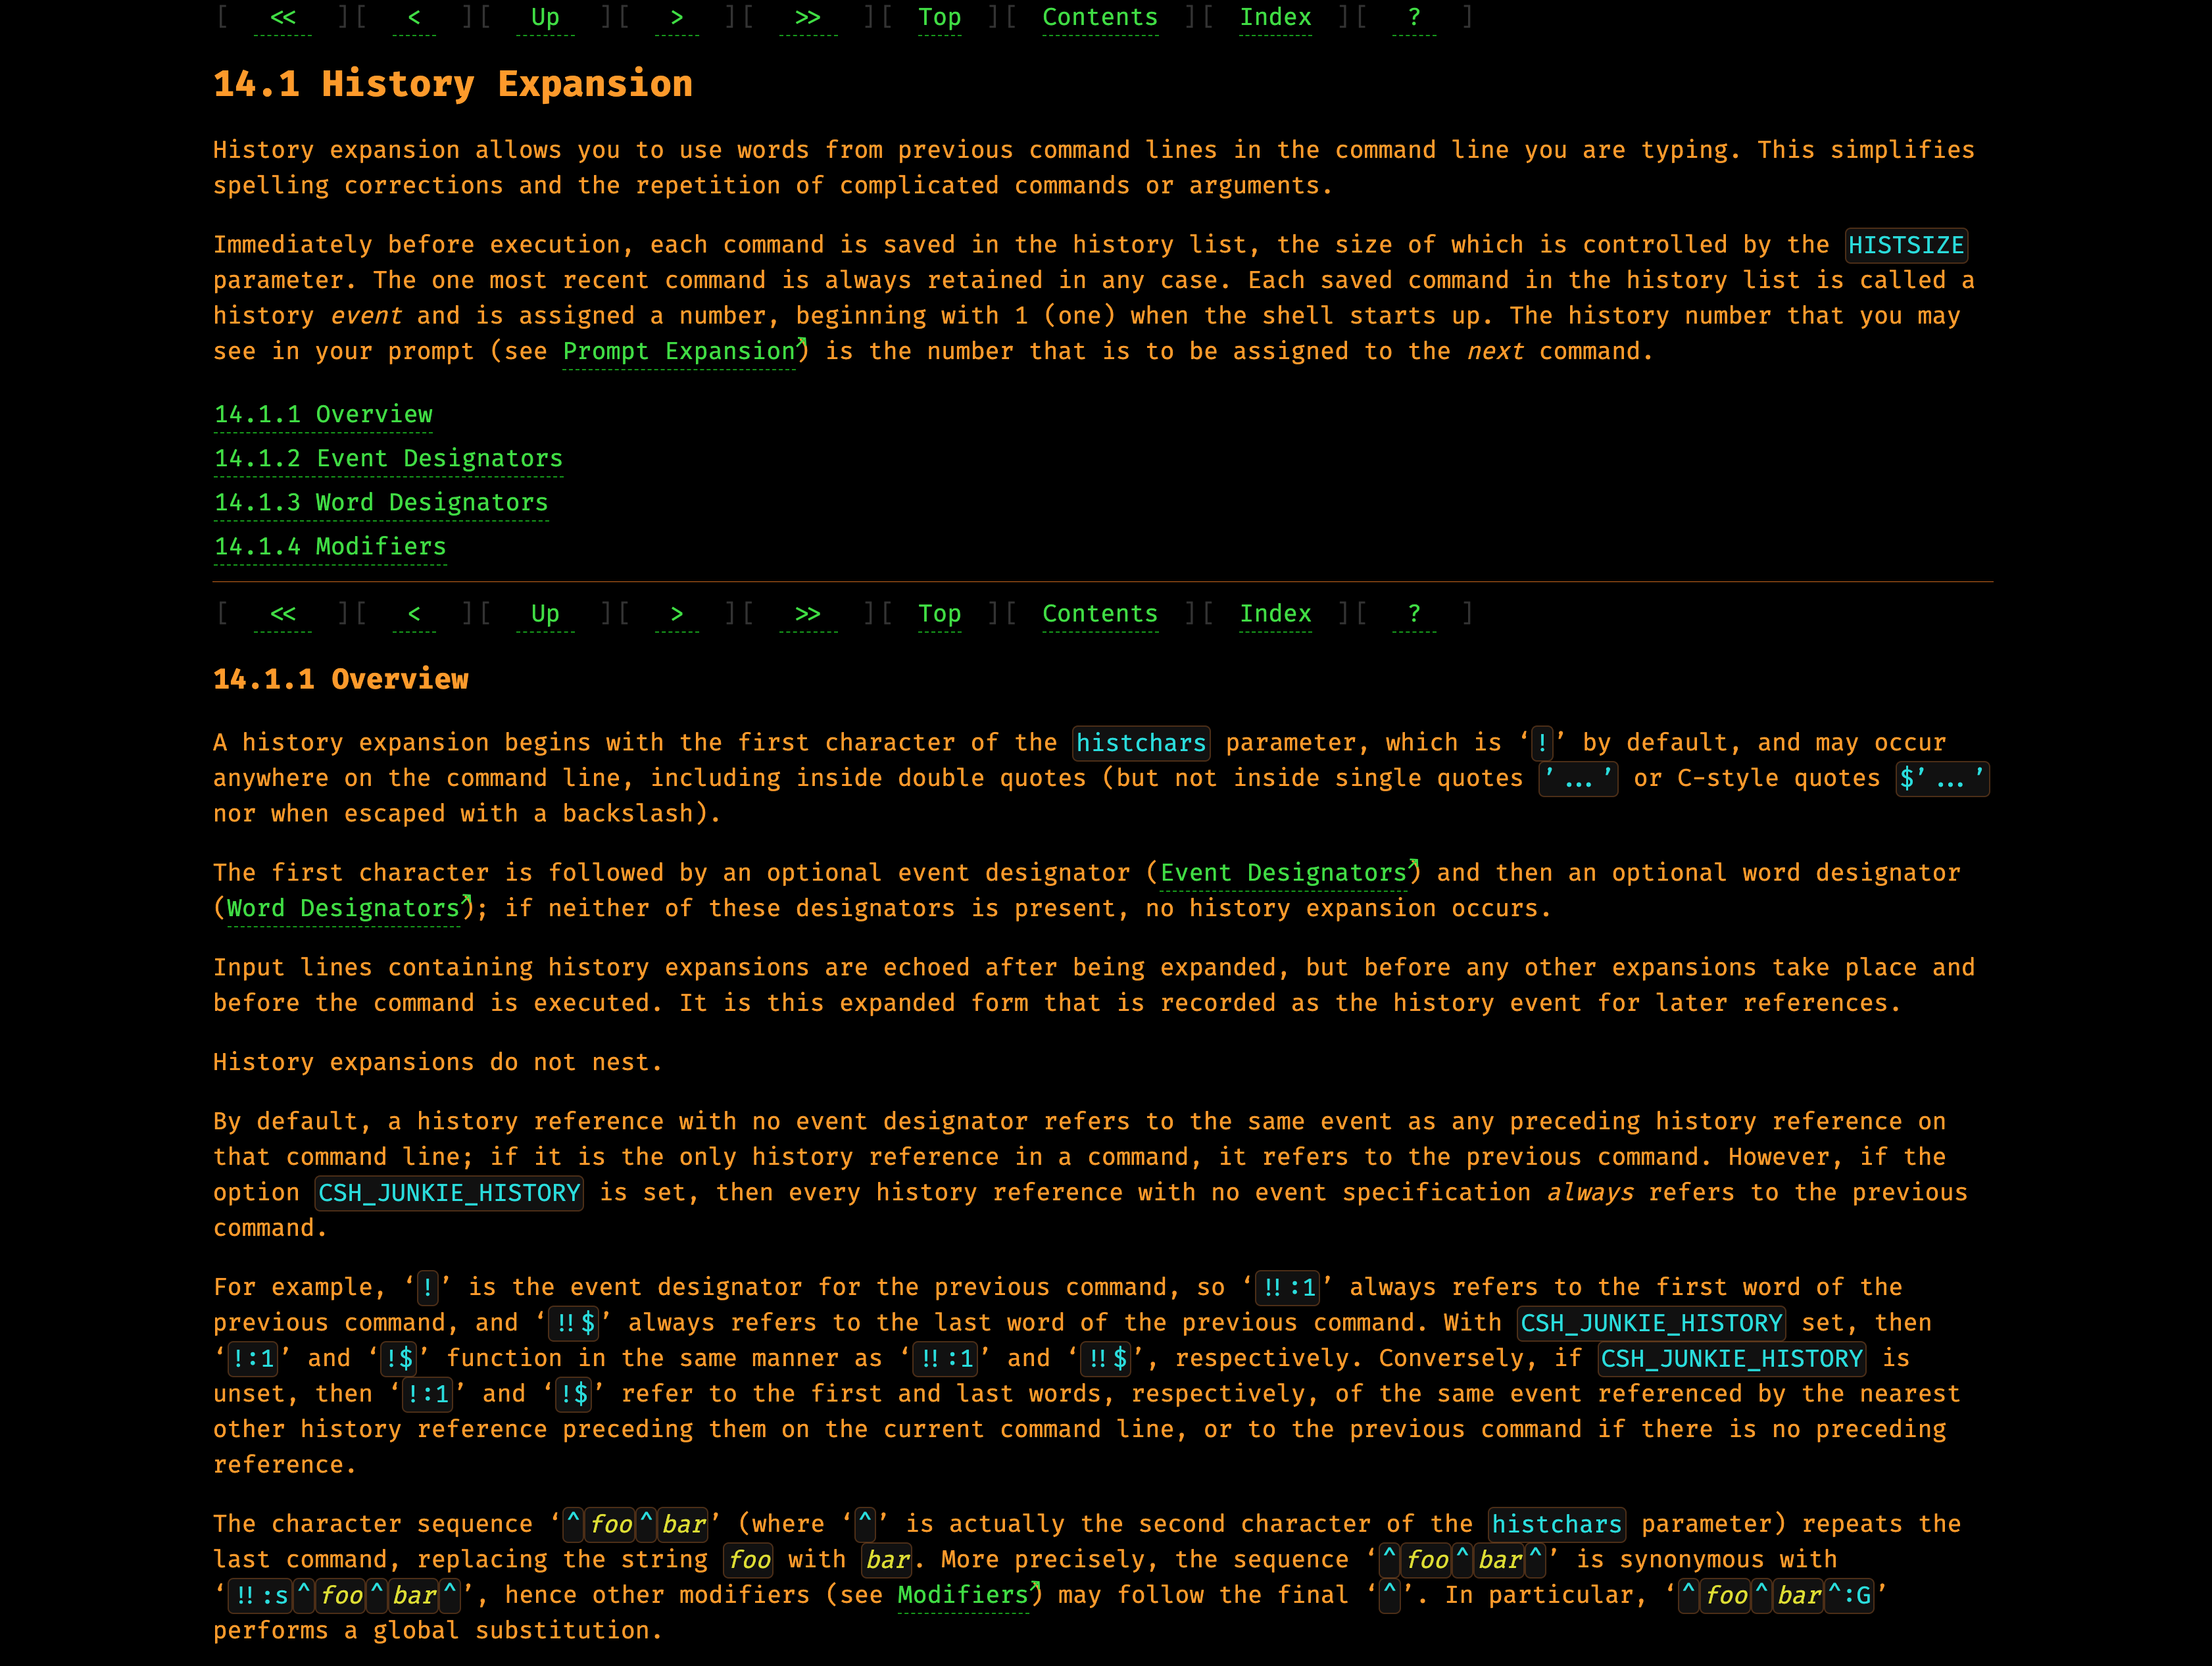 [ << ][ < ][ Up ][ > ][ >> ][ Top ][ Contents ][ Index ][ ? ]
14.1 History Expansion
History expansion allows you to use words from previous command lines in the command line you are typing. This simplifies
spelling corrections and the repetition of complicated commands or arguments.
Immediately before execution, each command is saved in the history list, the size of which is controlled by the HISTSIZE
parameter. The one most recent command is always retained in any case. Each saved command in the history list is called a
history event and is assigned a number, beginning with 1 (one) when the shell starts up. The history number that you may
see in your prompt (see Prompt Expansion) is the number that is to be assigned to the next command.
14.1.1 Overview
14.1.2 Event Designators
14.1.3 Word Designators
14.1.4 Modifiers
[ << ][ < ][ Up ][ > ][ >> ][ Top ][ Contents ][ Index ][ ? ]
14.1.1 Overview
A history expansion begins with the first character of the histchars parameter, which is ‘!’ by default, and may occur
anywhere on the command line, including inside double quotes (but not inside single quotes ’...’ or C-style quotes $’...’
nor when escaped with a backslash).
The first character is followed by an optional event designator (Event Designators) and then an optional word designator
(Word Designators); if neither of these designators is present, no history expansion occurs.
Input lines containing history expansions are echoed after being expanded, but before any other expansions take place and
before the command is executed. It is this expanded form that is recorded as the history event for later references.
History expansions do not nest.
By default, a history reference with no event designator refers to the same event as any preceding history reference on
that command line; if it is the only history reference in a command, it refers to the previous command. However, if the
option CSH_JUNKIE_HISTORY is set, then every history reference with no event specification always refers to the previous
command.
For example, ‘!’ is the event designator for the previous command, so ‘!!:1’ always refers to the first word of the
previous command, and ‘!!$’ always refers to the last word of the previous command. With CSH_JUNKIE_HISTORY set, then
‘!:1’ and ‘!$’ function in the same manner as ‘!!:1’ and ‘!!$’, respectively. Conversely, if CSH_JUNKIE_HISTORY is
unset, then ‘!:1’ and ‘!$’ refer to the first and last words, respectively, of the same event referenced by the nearest
other history reference preceding them on the current command line, or to the previous command if there is no preceding
reference.
The character sequence ‘^foo^bar’ (where ‘^’ is actually the second character of the histchars parameter) repeats the
last command, replacing the string foo with bar. More precisely, the sequence ‘^foo^bar^’ is synonymous with
‘!!:s^foo^bar^’, hence other modifiers (see Modifiers) may follow the final ‘^’. In particular, ‘^foo^bar^:G’
performs a global substitution.